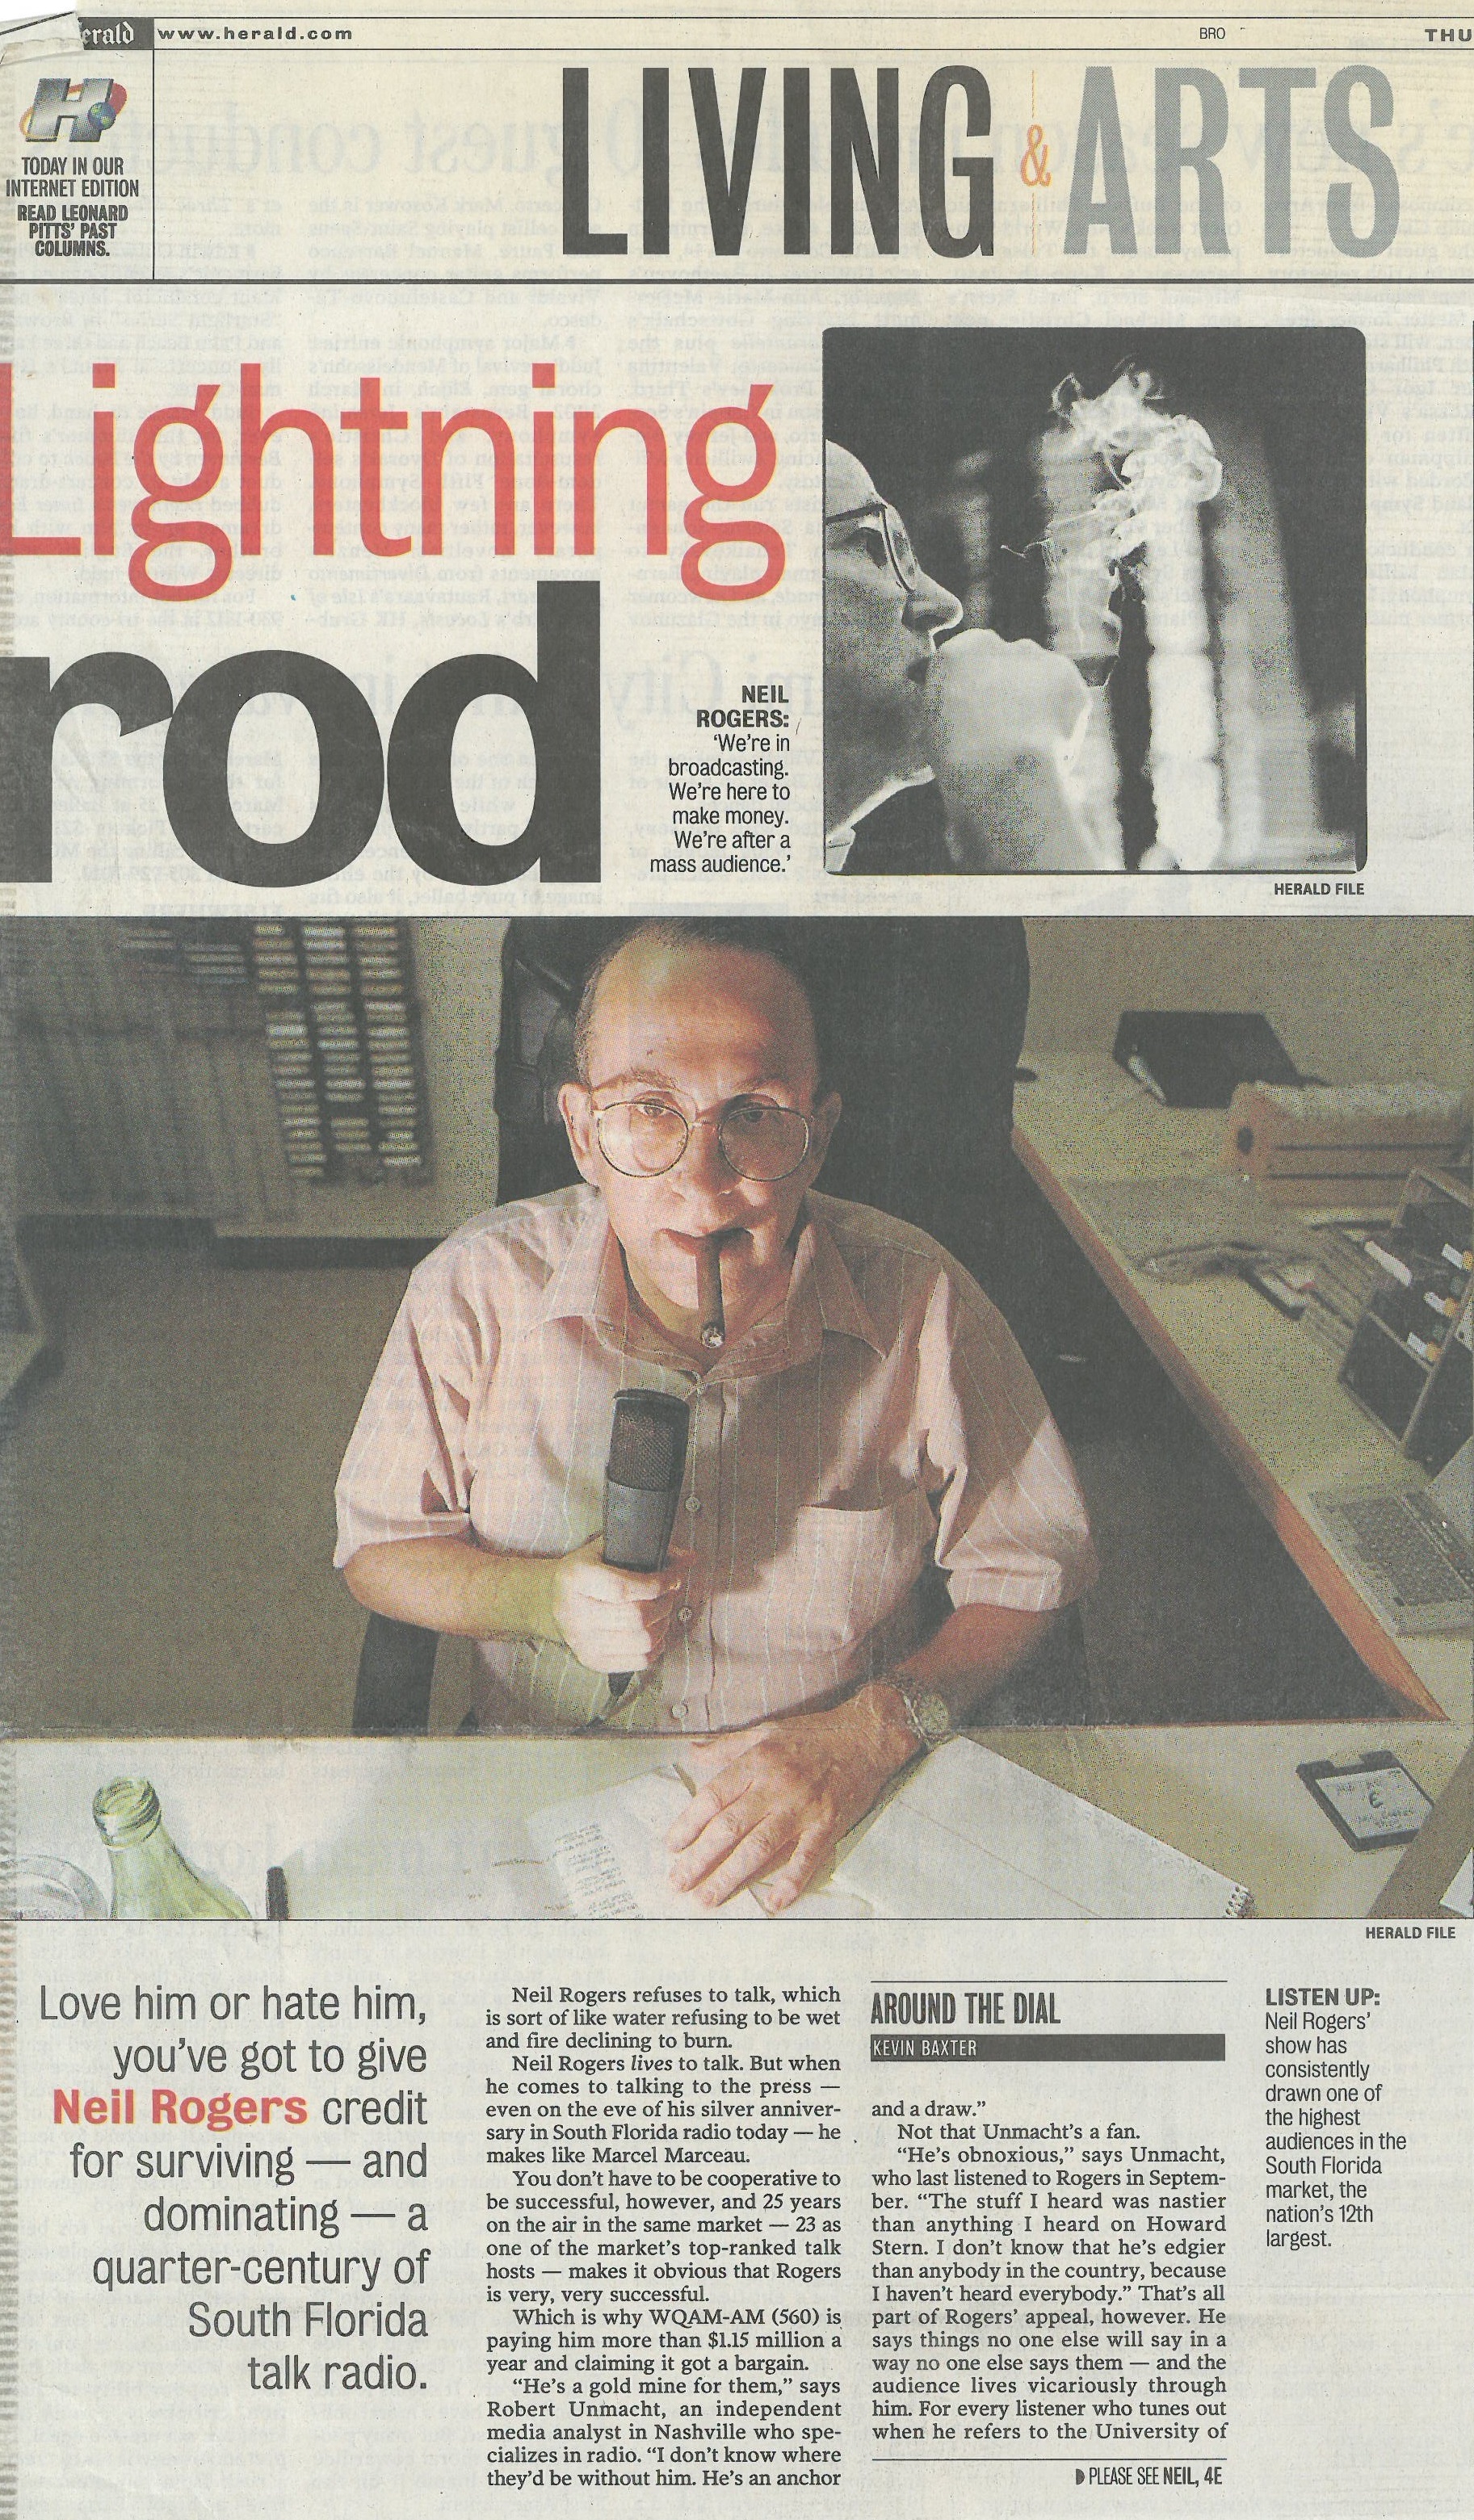 erald
www.herald.com
BRO
THU
TODAY IN OUR
INTERNET EDITION
READ LEONARD
PITTS' PAST
COLUMNS.
LIVING & ARTS
Lightning
rod
NEIL
ROGERS:
'We're in
broadcasting.
We're here to
make money.
We're after a
mass audience.'
HERALD FILE
HERALD FILE
Love him or hate him,
you've got to give
Neil Rogers credit
for surviving — and
dominating — a
quarter-century of
South Florida
talk radio.
Neil Rogers refuses to talk, which
is sort of like water refusing to be wet
and fire declining to burn.
Neil Rogers lives to talk. But when
he comes to talking to the press —
even on the eve of his silver anniver-
sary in South Florida radio today — he
makes like Marcel Marceau.
You don't have to be cooperative to
be successful, however, and 25 years
on the air in the same market — 23 as
one of the market's top-ranked talk
hosts — makes it obvious that Rogers
is very, very successful.
Which is why WQAM-AM (560) is
paying him more than $1.15 million a
year and claiming it got a bargain.
"He's a gold mine for them," says
Robert Unmacht, an independent
media analyst in Nashville who spe-
cializes in radio. "I don't know where
they'd be without him. He's an anchor
AROUND THE DIAL
KEVIN BAXTER
and a draw."
Not that Unmacht's a fan.
"He's obnoxious," says Unmacht,
who last listened to Rogers in Septem-
ber. "The stuff I heard was nastier
than anything I heard on Howard
Stern. I don't know that he's edgier
than anybody in the country, because
I haven't heard everybody." That's all
part of Rogers' appeal, however. He
says things no one else will say in a
way no one else says them — and the
audience lives vicariously through
him. For every listener who tunes out
when he refers to the University of
PLEASE SEE NEIL, 4E
LISTEN UP:
Neil Rogers'
show has
consistently
drawn one of
the highest
audiences in the
South Florida
market, the
nation's 12th
largest.